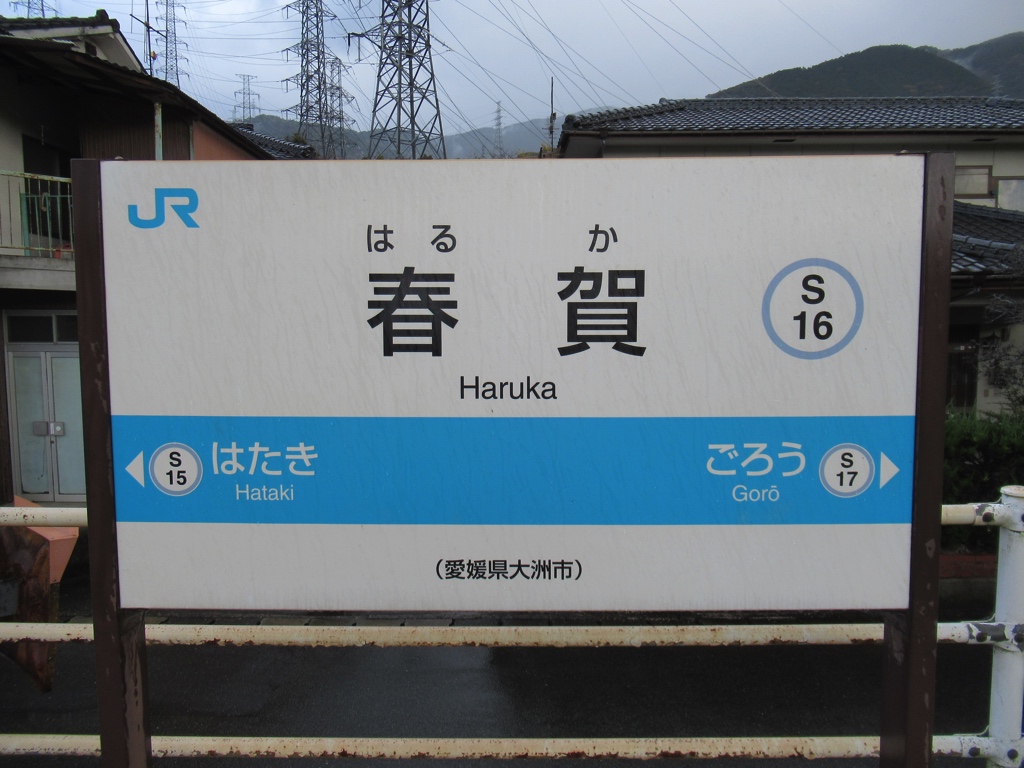 JR
はる か
春 賀
Haruka
S
16
S
15
はたき
Hataki
ごろう
Gorō
S
17
(愛媛県大洲市)